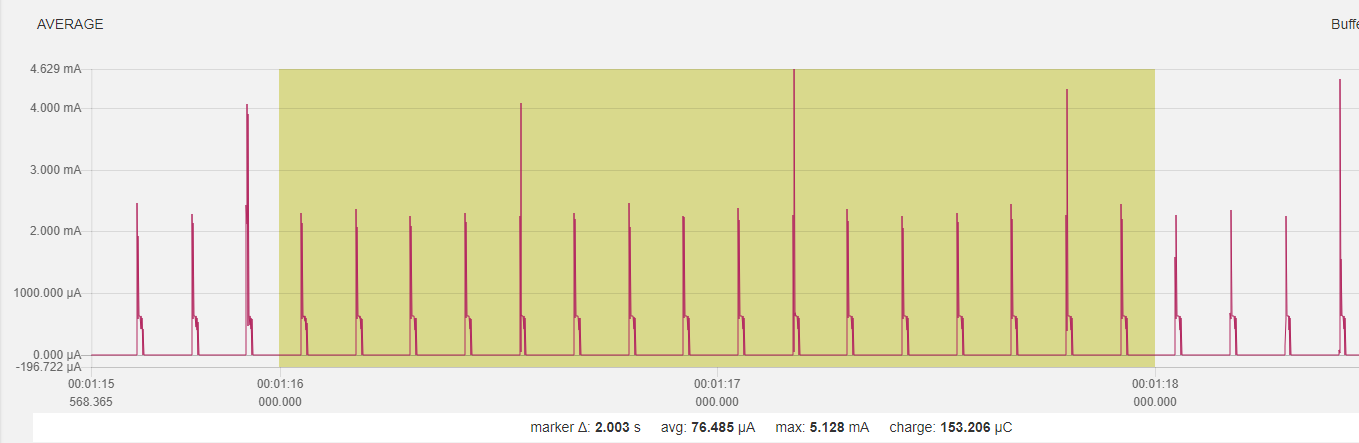 AVERAGE
4.629 mA
4.000 mA
3.000 mA
2.000 mA
1000.000 µA
0.000 µA
-196.722 µA
00:01:15 00:01:16 00:01:17 00:01:18
568.365 000.000 000.000 000.000
marker Δ: 2.003 s avg: 76.485 µA max: 5.128 mA charge: 153.206 µC